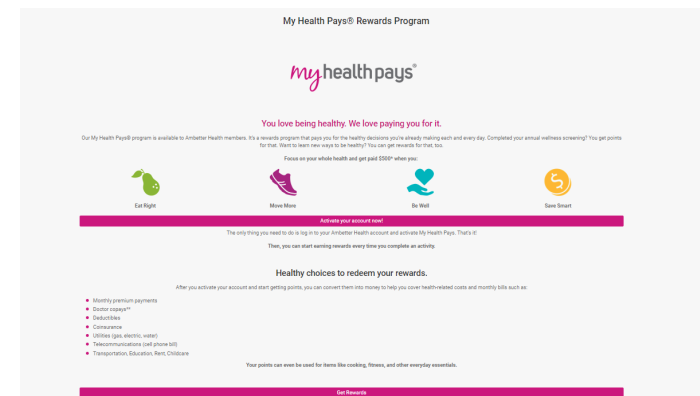 My Health Pays® Rewards Program
my healthpays®
You love being healthy. We love paying you for it.
Our My Health Pays® program is available to Ambetter Health members. It's a rewards program that pays you for the healthy decisions you're already making each and every day. Completed your annual wellness screening? You get points
for that. Want to learn new ways to be healthy? You can get rewards for that, too.
Focus on your whole health and get paid $500* when you:
Eat Right
Move More
Be Well
Save Smart
Activate your account now!
The only thing you need to do is log in to your Ambetter Health account and activate My Health Pays. That's it!
Then, you can start earning rewards every time you complete an activity.
Healthy choices to redeem your rewards.
After you activate your account and start getting points, you can convert them into money to help you cover health-related costs and monthly bills such as:
Monthly premium payments
Doctor copays**
Deductibles
Coinsurance
Utilities (gas, electric, water)
Telecommunications (cell phone bill)
Transportation, Education, Rent, Childcare
Your points can even be used for items like cooking, fitness, and other everyday essentials.
Get Rewards